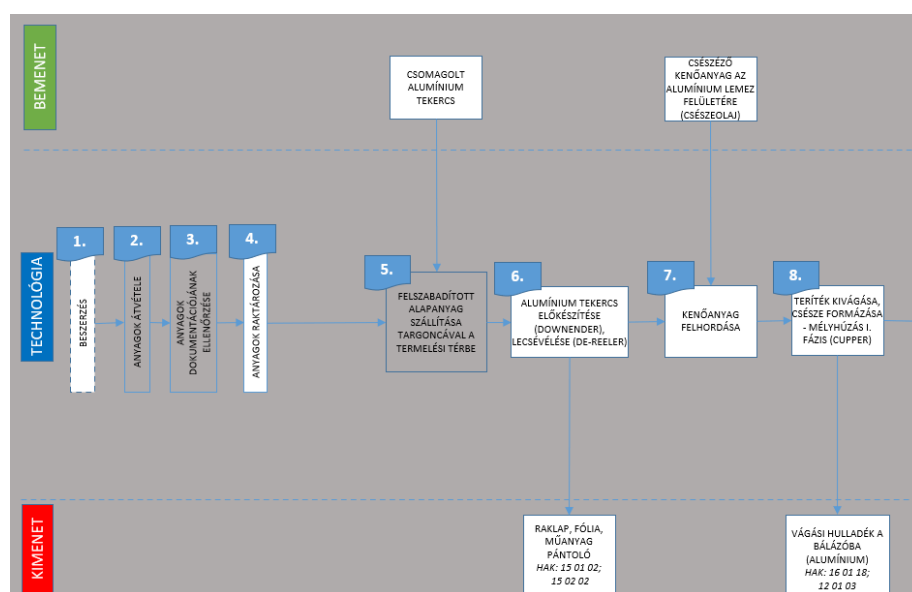 BEMENET
CSOMAGOLT
ALUMÍNIUM
TEKERCS
CSÉSZÉZŐ
KENŐANYAG AZ
ALUMÍNIUM LEMEZ
FELÜLETÉRE
(CSÉSZEOLAJ)
TECHNOLÓGIA
1.
BESZERZÉS
2.
ANYAGOK ÁTVÉTELE
3.
ANYAGOK
DOKUMENTÁCIÓJÁNAK
ELLENŐRZÉSE
4.
ANYAGOK RAKTÁROZÁSA
5.
FELSZABADÍTOTT
ALAPANYAG
SZÁLLÍTÁSA
TARGONCÁVAL A
TERMELÉSI TÉRBE
6.
ALUMÍNIUM TEKERCS
ELŐKÉSZÍTÉSE
(DOWNENDER),
LECSÉVÉLÉSE (DE-REELER)
7.
KENŐANYAG
FELHORDÁSA
8.
TERÍTÉK KIVÁGÁSA,
CSÉSZE FORMÁZÁSA
- MÉLYHÚZÁS I.
FÁZIS (CUPPER)
KIMENET
RAKLAP, FÓLIA,
MŰANYAG
PÁNTOLÓ
HAK: 15 01 02;
15 02 02
VÁGÁSI HULLADÉK A
BÁLÁZÓBA
(ALUMÍNIUM)
HAK: 16 01 18;
12 01 03